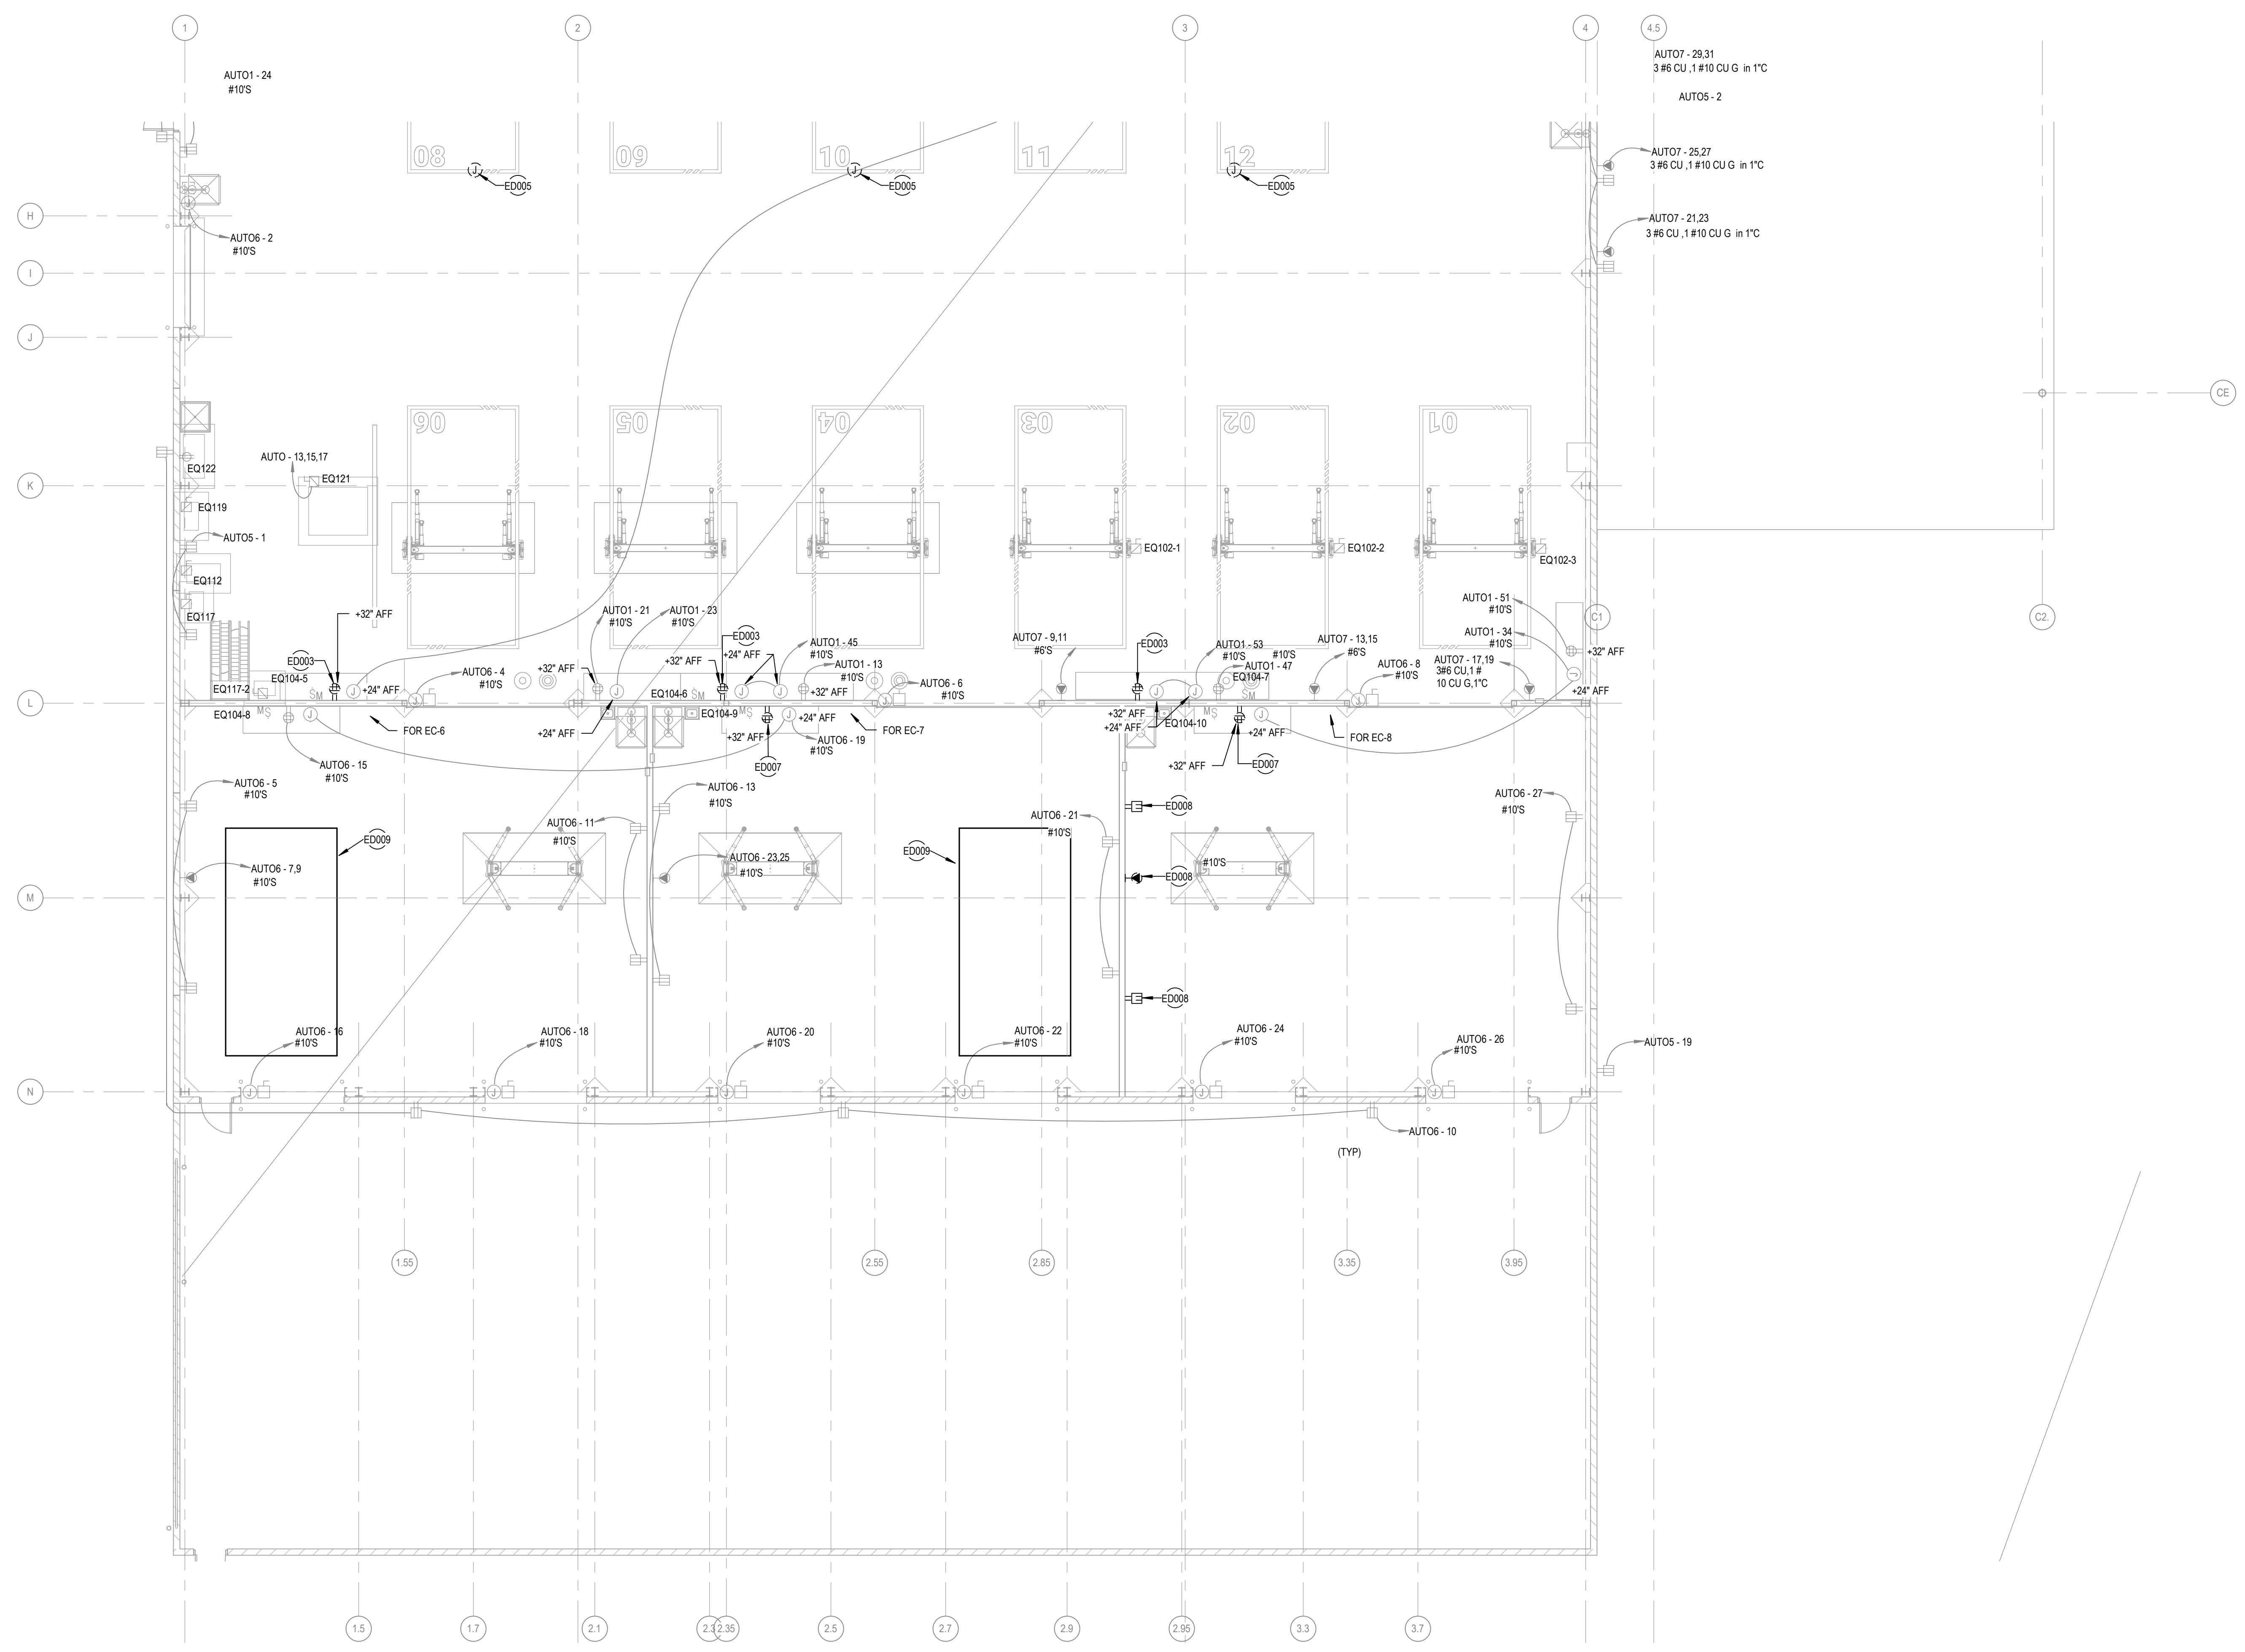 1
2
3
4
4.5
AUTO7 - 29,31
3 #6 CU ,1 #10 CU G in 1"C
AUTO1 - 24
#10'S
AUTO5 - 2
08
09
10
11
12
J
J
J
ED005
ED005
ED005
AUTO7 - 25,27
3 #6 CU ,1 #10 CU G in 1"C
J
H
AUTO7 - 21,23
3 #6 CU ,1 #10 CU G in 1"C
AUTO6 - 2
#10'S
I
J
CE
06
05
04
03
02
01
AUTO - 13,15,17
EQ122
EQ121
K
EQ119
AUTO5 - 1
EQ102-1
EQ102-2
EQ102-3
EQ112
EQ117
+32" AFF
AUTO1 - 21
#10'S
AUTO1 - 23
#10'S
AUTO1 - 51
#10'S
C1
C2.
ED003
AUTO1 - 45
#10'S
AUTO7 - 9,11
#6'S
ED003
AUTO1 - 53
#10'S
#10'S
AUTO7 - 13,15
#6'S
AUTO1 - 34
#10'S
+24" AFF
+32" AFF
ED003
AUTO6 - 4
#10'S
+32" AFF
AUTO1 - 13
#10'S
AUTO1 - 47
EQ104-7
AUTO6 - 8
#10'S
AUTO7 - 17,19
3#6 CU,1 #
10 CU G,1"C
+32" AFF
EQ104-5
EQ117-2
+24" AFF
EQ104-6
+32" AFF
AUTO6 - 6
#10'S
+24" AFF
SM
SM
SM
J
J
J
J
J
J
J
J
J
J
J
L
EQ104-8
MS
J
EQ104-9
MS
J
+24" AFF
+32" AFF
EQ104-10
MS
J
+24" AFF
FOR EC-6
+24" AFF
+32" AFF
FOR EC-7
+24" AFF
FOR EC-8
AUTO6 - 19
#10'S
AUTO6 - 15
#10'S
ED007
+32" AFF
ED007
AUTO6 - 5
#10'S
AUTO6 - 13
#10'S
AUTO6 - 27
#10'S
ED008
AUTO6 - 11
#10'S
AUTO6 - 21
#10'S
ED009
ED009
AUTO6 - 23,25
#10'S
#10'S
AUTO6 - 7,9
#10'S
ED008
M
ED008
AUTO6 - 16
#10'S
AUTO6 - 18
#10'S
AUTO6 - 20
#10'S
AUTO6 - 22
#10'S
AUTO6 - 24
#10'S
AUTO6 - 26
#10'S
AUTO5 - 19
N
J
J
J
J
J
J
AUTO6 - 10
(TYP)
1.55
2.55
2.85
3.35
3.95
1.5
1.7
2.1
2.3
2.35
2.5
2.7
2.9
2.95
3.3
3.7